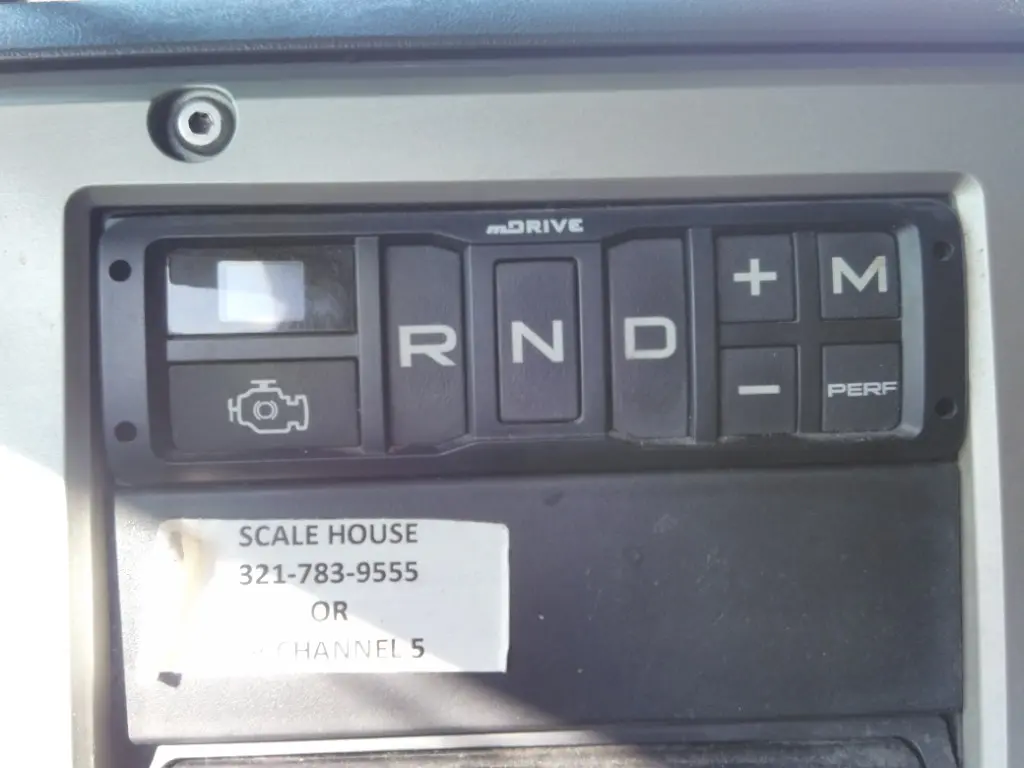 mDRIVE
R N D
+ M
− PERF
SCALE HOUSE
321-783-9555
OR
CHANNEL 5